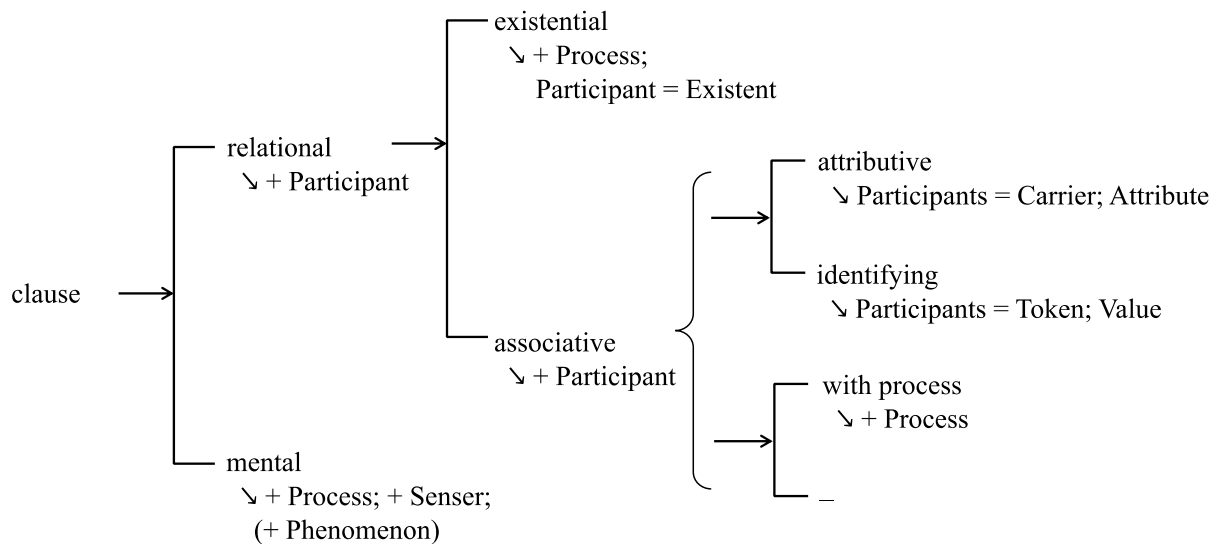 existential
↘ + Process;
Participant = Existent
relational
↘ + Participant
attributive
↘ Participants = Carrier; Attribute
clause
identifying
↘ Participants = Token; Value
associative
↘ + Participant
with process
↘ + Process
–
mental
↘ + Process; + Senser;
(+ Phenomenon)